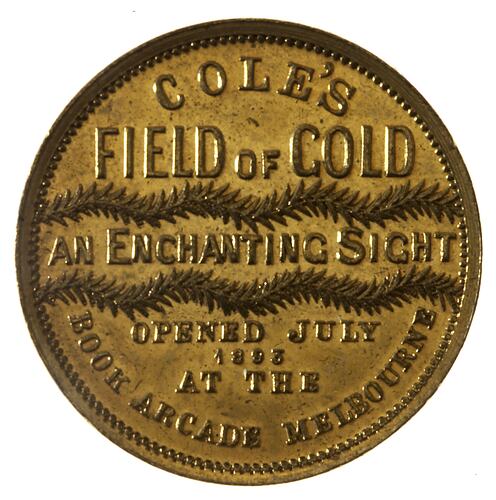 COLE'S
FIELD OF GOLD
AN ENCHANTING SIGHT
OPENED JULY
1893
AT THE
BOOK ARCADE MELBOURNE